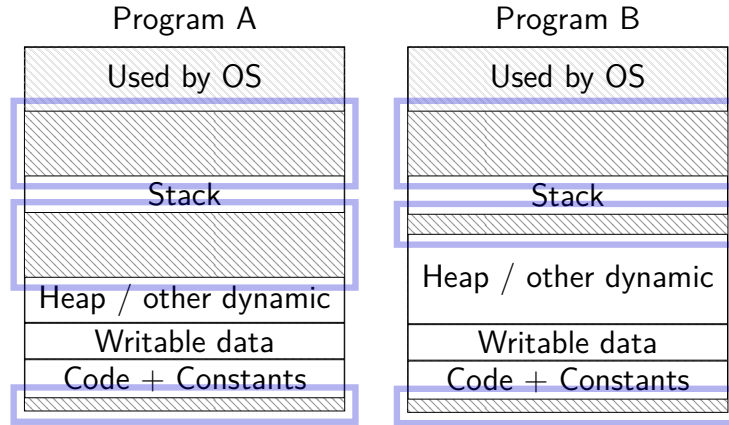 Program A
Used by OS
Stack
Heap / other dynamic
Writable data
Code + Constants
Program B
Used by OS
Stack
Heap / other dynamic
Writable data
Code + Constants